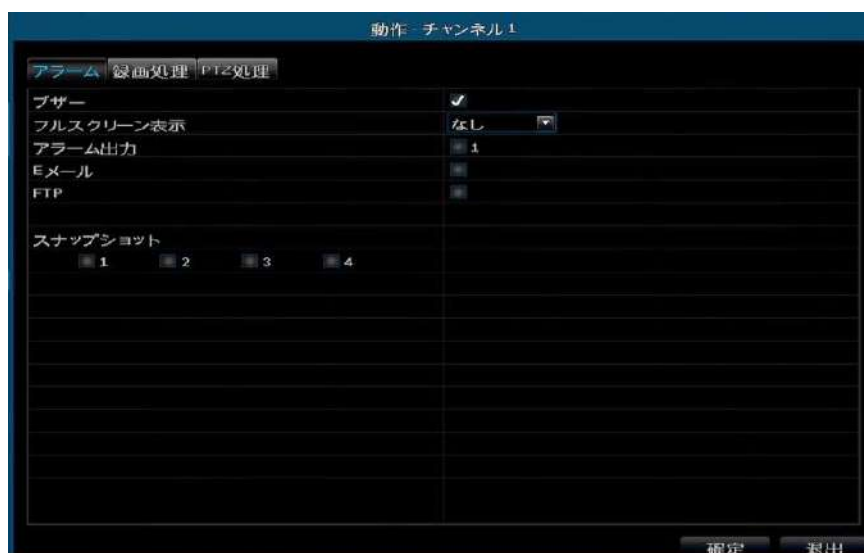 動作 - チャンネル 1
アラーム 録画処理 PTZ処理
ブザー
フルスクリーン表示 なし
アラーム出力 1
Eメール
FTP
スナップショット
1 2 3 4
確定 退出